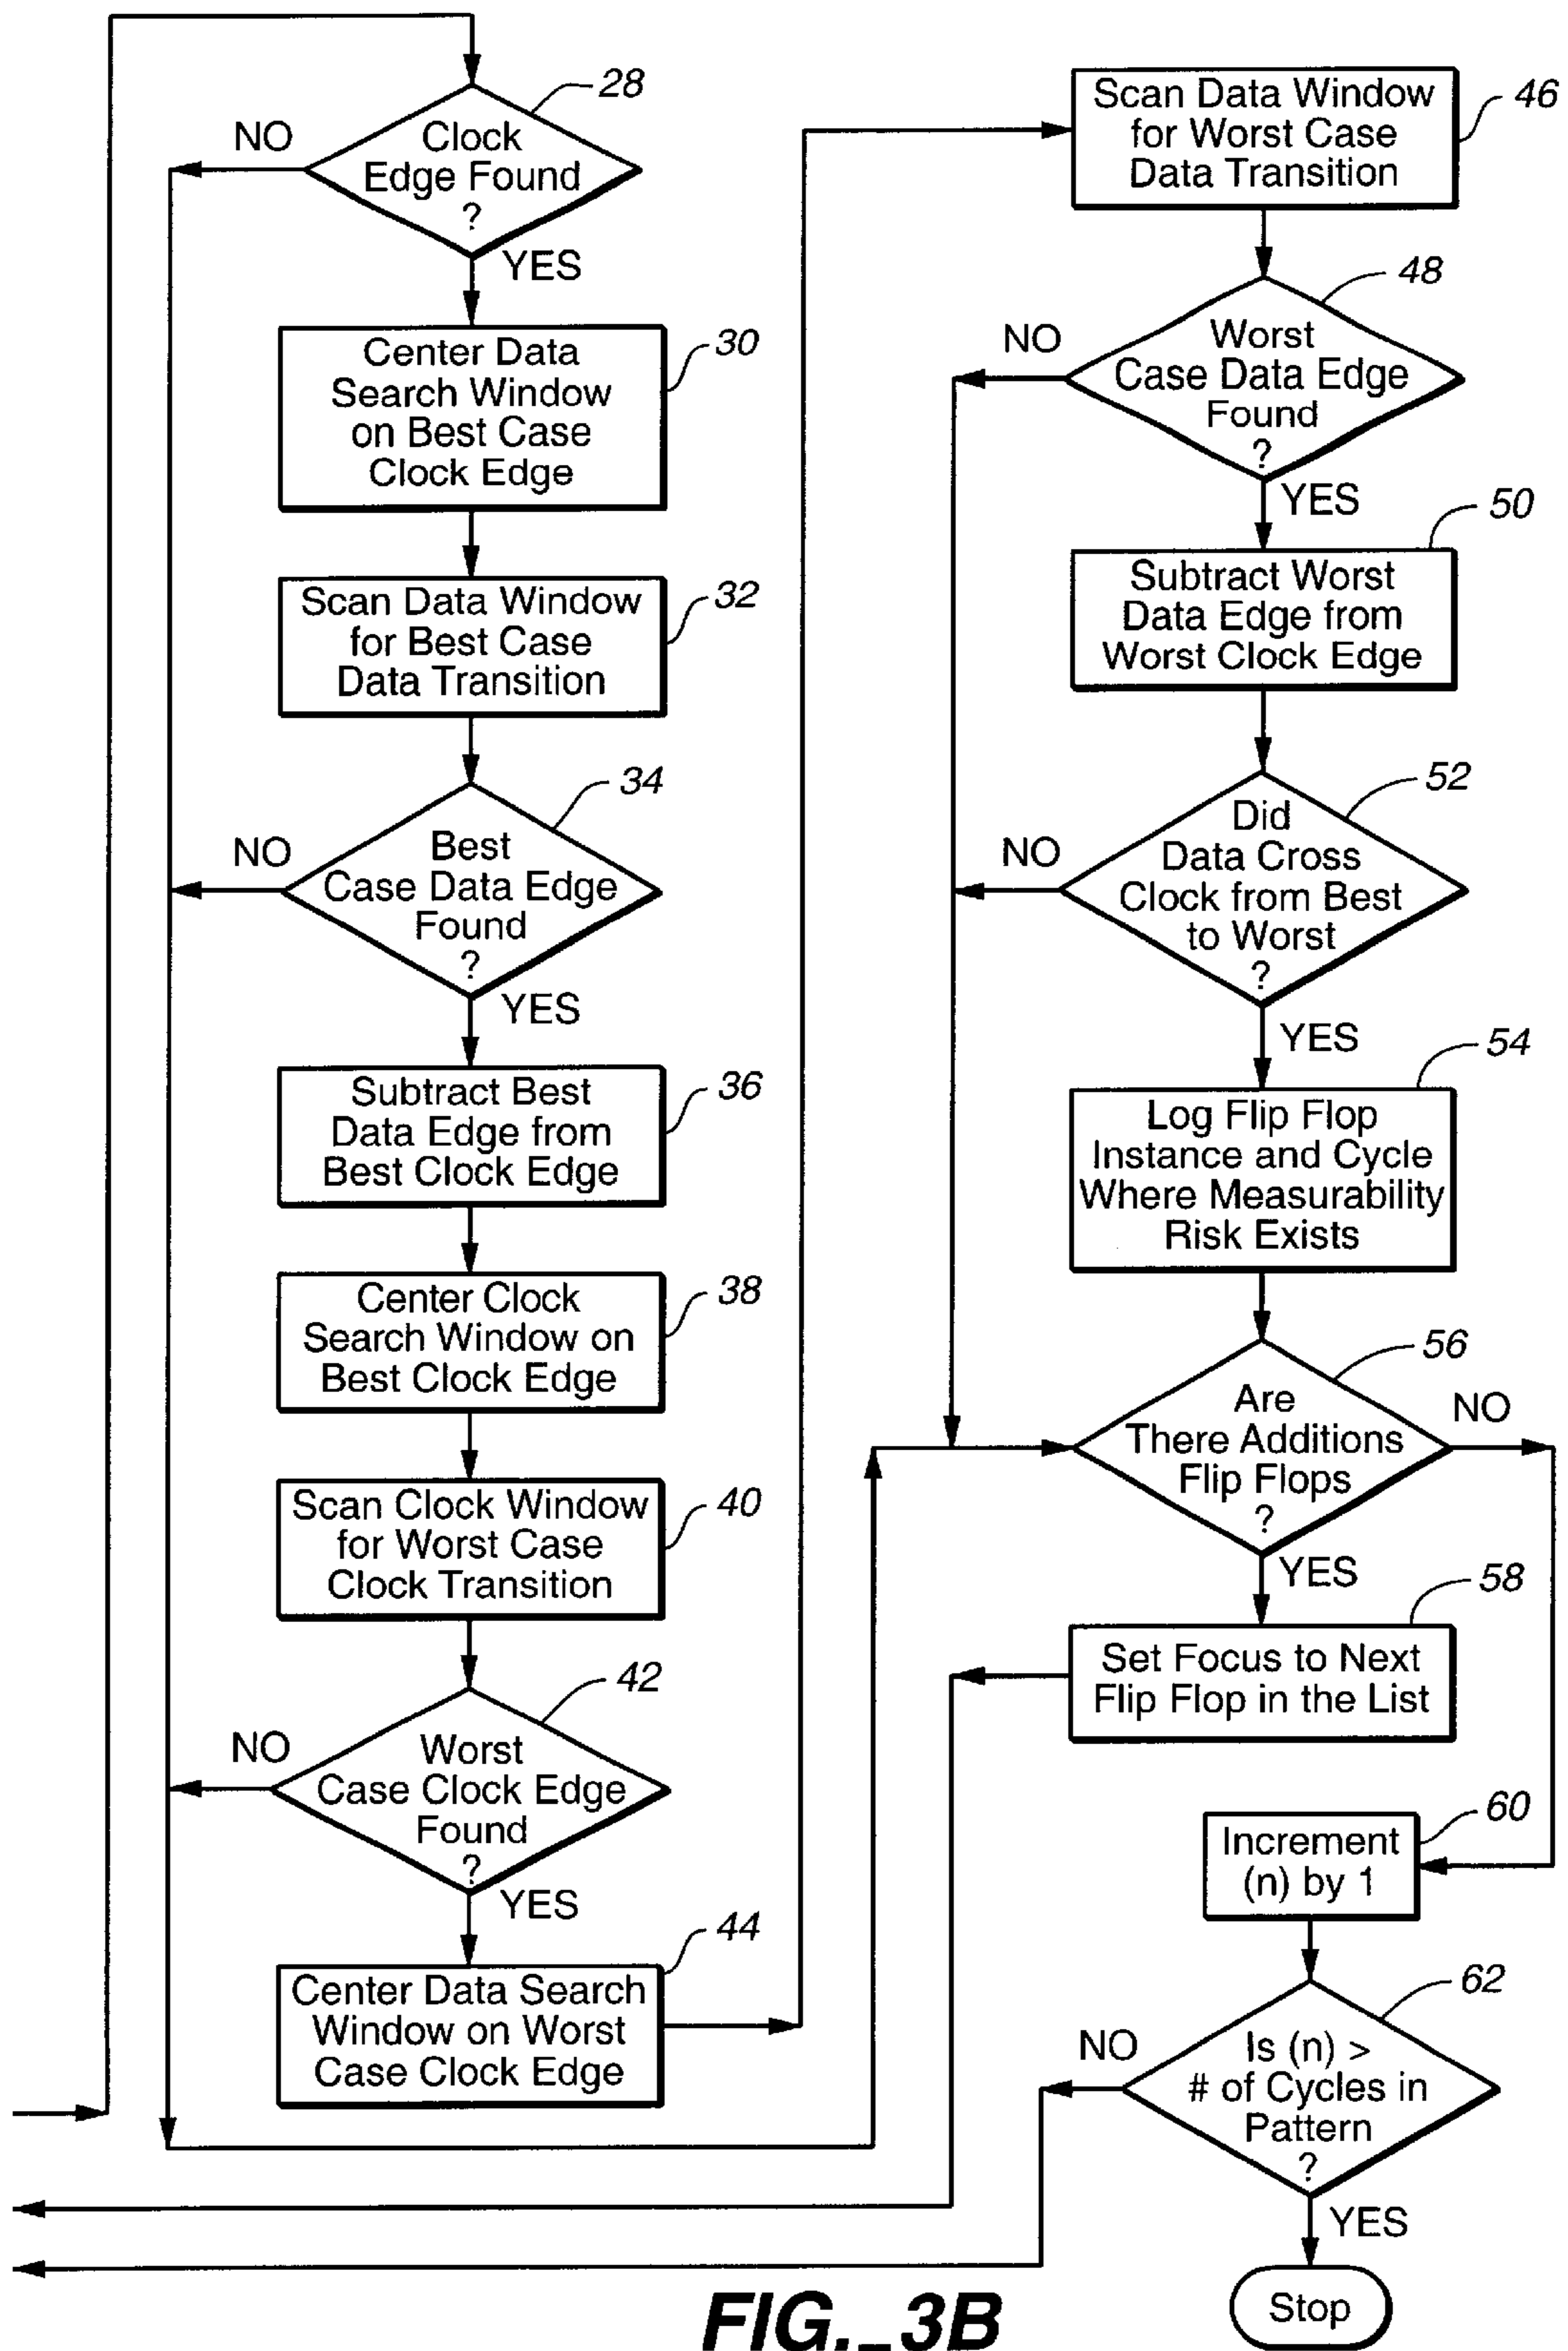 28
NO
Clock
Edge Found
?
YES
30
Center Data
Search Window
on Best Case
Clock Edge
32
Scan Data Window
for Best Case
Data Transition
34
NO
Best
Case Data Edge
Found
?
YES
36
Subtract Best
Data Edge from
Best Clock Edge
38
Center Clock
Search Window on
Best Clock Edge
40
Scan Clock Window
for Worst Case
Clock Transition
42
NO
Worst
Case Clock Edge
Found
?
YES
44
Center Data Search
Window on Worst
Case Clock Edge
46
Scan Data Window
for Worst Case
Data Transition
48
NO
Worst
Case Data Edge
Found
?
YES
50
Subtract Worst
Data Edge from
Worst Clock Edge
52
NO
Did
Data Cross
Clock from Best
to Worst
?
YES
54
Log Flip Flop
Instance and Cycle
Where Measurability
Risk Exists
56
Are
There Additions
Flip Flops
?
NO
YES
58
Set Focus to Next
Flip Flop in the List
60
Increment
(n) by 1
62
NO
Is (n) >
# of Cycles in
Pattern
?
YES
Stop
FIG._3B